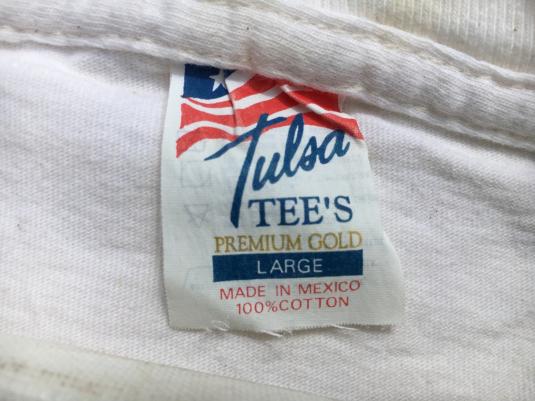 Tulsa
TEE'S
PREMIUM GOLD
LARGE
MADE IN MEXICO
100%COTTON